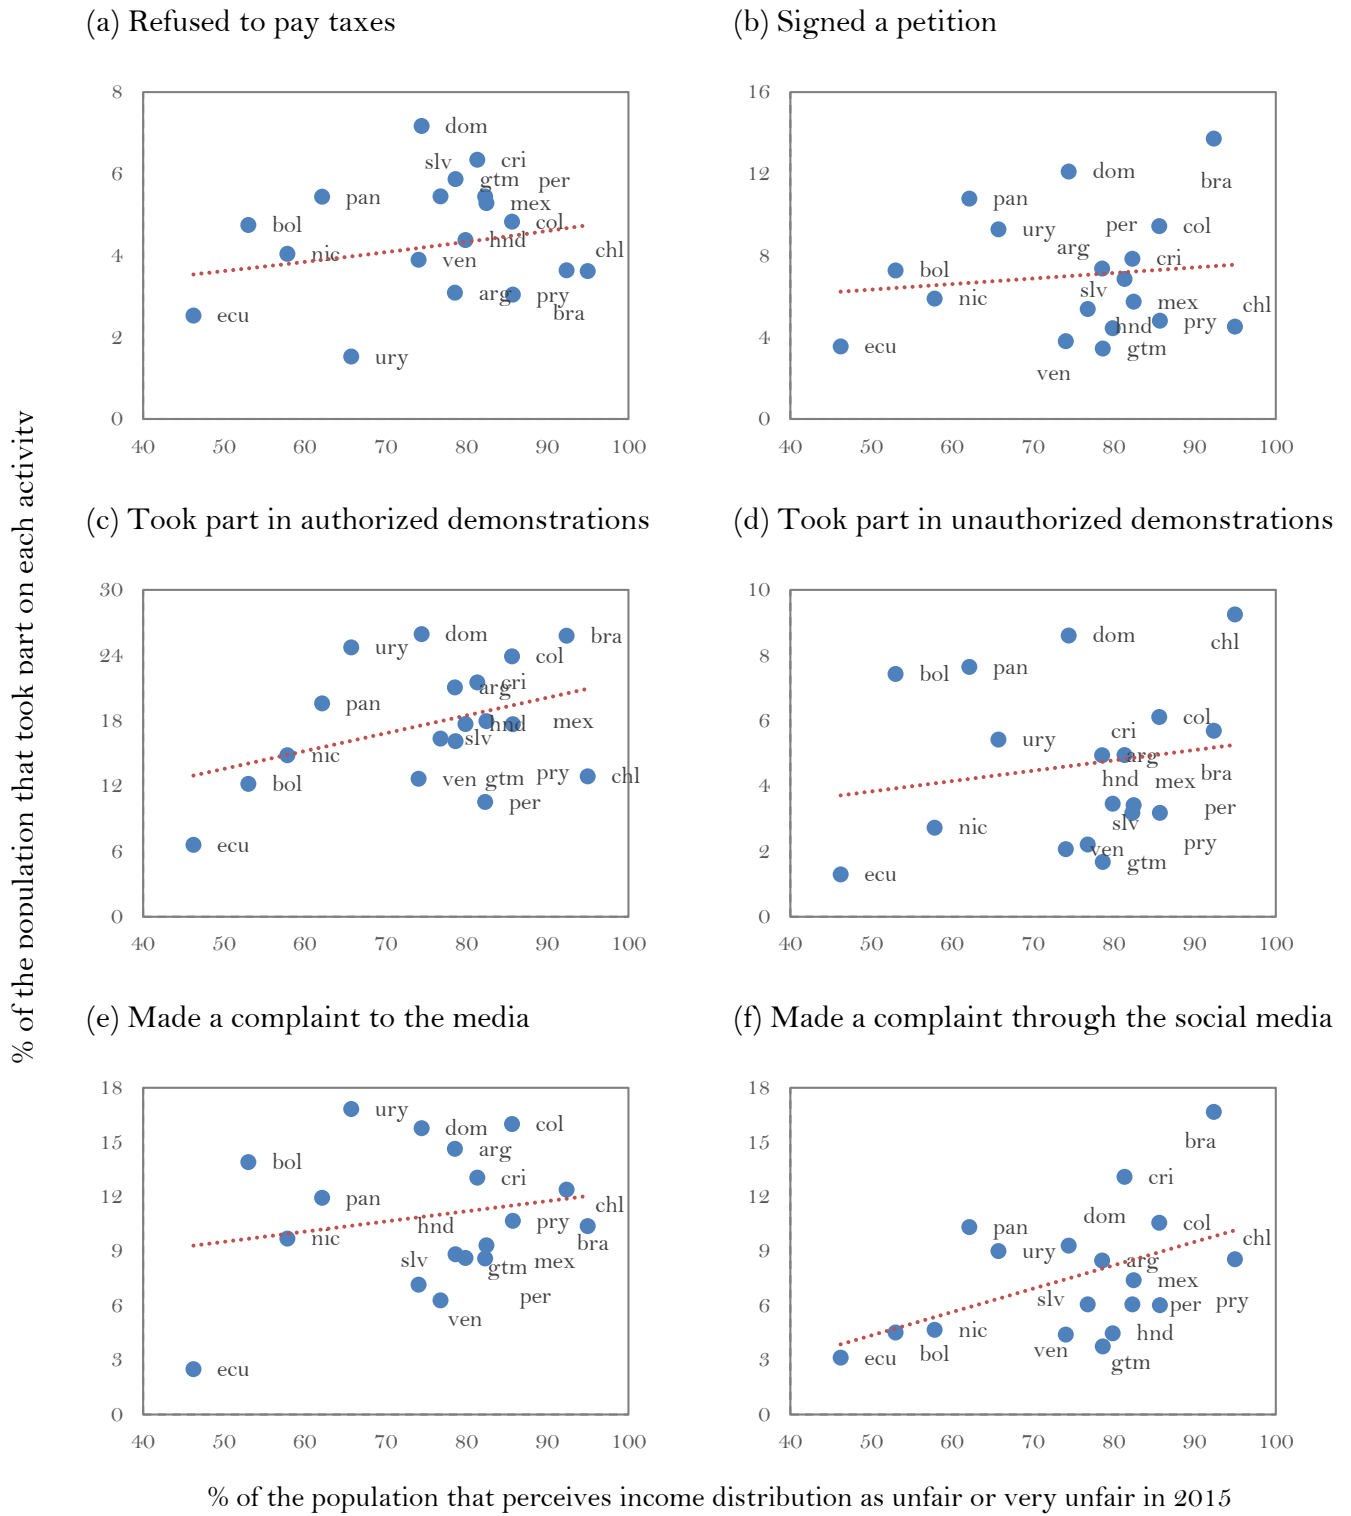 (a) Refused to pay taxes
(b) Signed a petition
8
6
4
2
0
40 50 60 70 80 90 100
dom
slv
cri
gtm
per
pan
mex
bol
col
hnd
nic
chl
ven
arg
pry
bra
ecu
ury
16
12
8
4
0
40 50 60 70 80 90 100
dom
bra
pan
per
col
ury
arg
cri
bol
slv
nic
mex
chl
hnd
pry
gtm
ecu
ven
% of the population that took part on each activity
(c) Took part in authorized demonstrations
(d) Took part in unauthorized demonstrations
30
24
18
12
6
0
40 50 60 70 80 90 100
dom
bra
ury
col
cri
arg
pan
hnd
mex
slv
nic
pry
chl
ven
gtm
bol
per
ecu
10
8
6
4
2
0
40 50 60 70 80 90 100
dom
chl
bol
pan
col
cri
ury
arg
bra
hnd
mex
per
slv
nic
pry
ven
gtm
ecu
(e) Made a complaint to the media
(f) Made a complaint through the social media
18
15
12
9
6
3
0
40 50 60 70 80 90 100
ury
dom
col
arg
bol
cri
pan
chl
hnd
pry
nic
bra
slv
gtm
mex
per
ven
ecu
18
15
12
9
6
3
0
40 50 60 70 80 90 100
bra
cri
dom
col
pan
chl
ury
arg
mex
slv
per
pry
nic
hnd
ven
bol
ecu
gtm
% of the population that perceives income distribution as unfair or very unfair in 2015